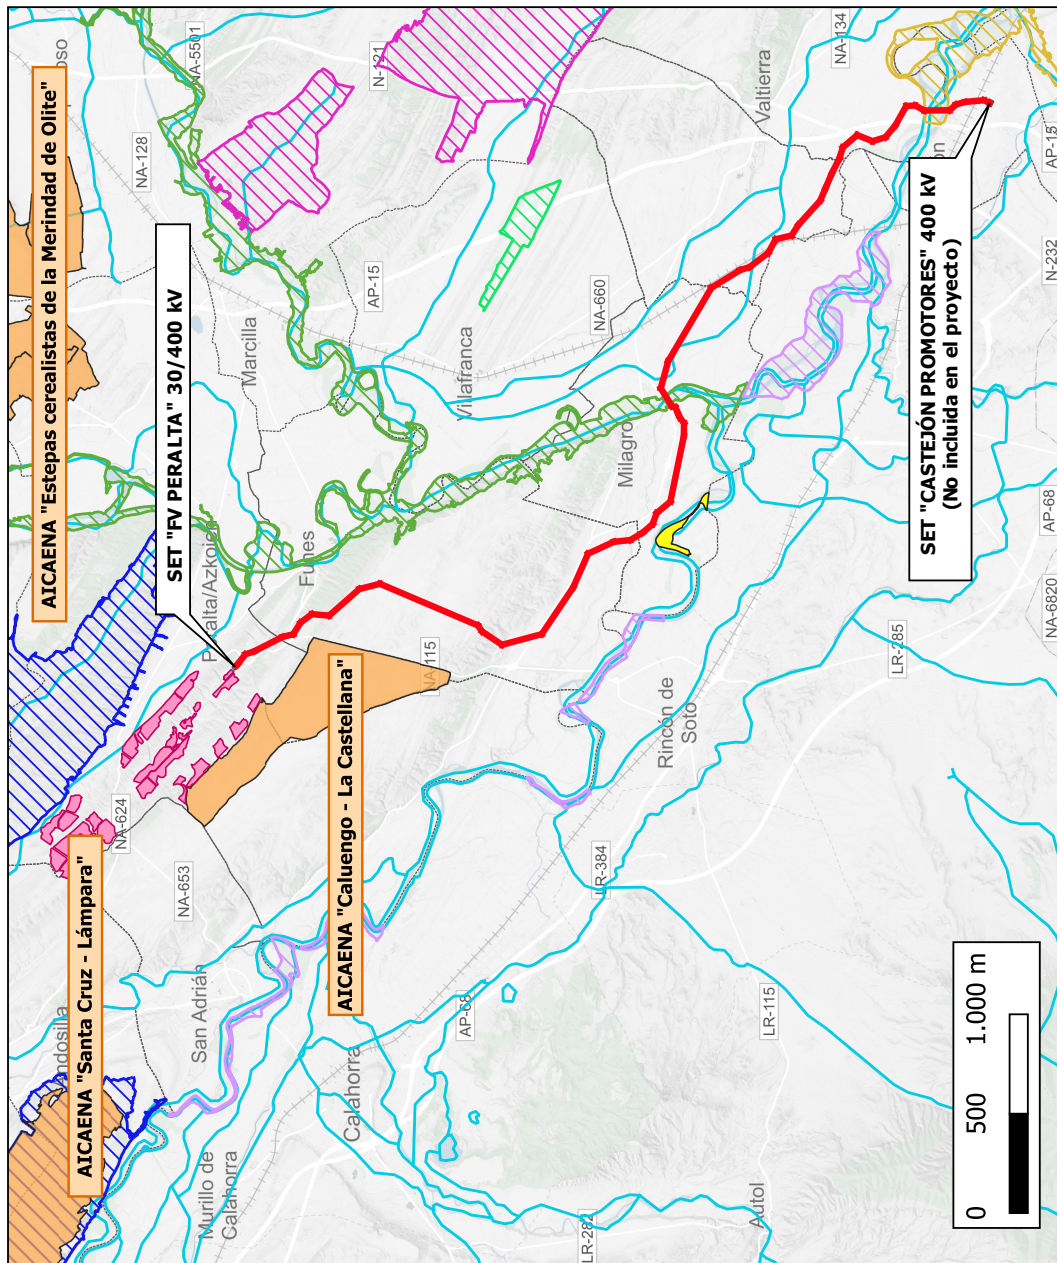 AICAENA "Estepas cerealistas de la Merindad de Olite"
AICAENA "Santa Cruz - Lámpara"
NA-624
NA-128
SET "FV PERALTA" 30/400 kV
NA-653
NA-5501
San Adrián
Peralta/Azkoien
Murillo de
Calahorra
Marcilla
Funes
AICAENA "Caluengo - La Castellana"
Calahorra
AP-15
N-121
NA-115
AP-68
Villafranca
LR-282
LR-384
NA-660
Milagro
Rincón de
Soto
Autol
Valtierra
LR-115
NA-134
LR-285
SET "CASTEJÓN PROMOTORES" 400 kV
(No incluida en el proyecto)
0 500 1.000 m
NA-6820
AP-68
N-232
AP-15